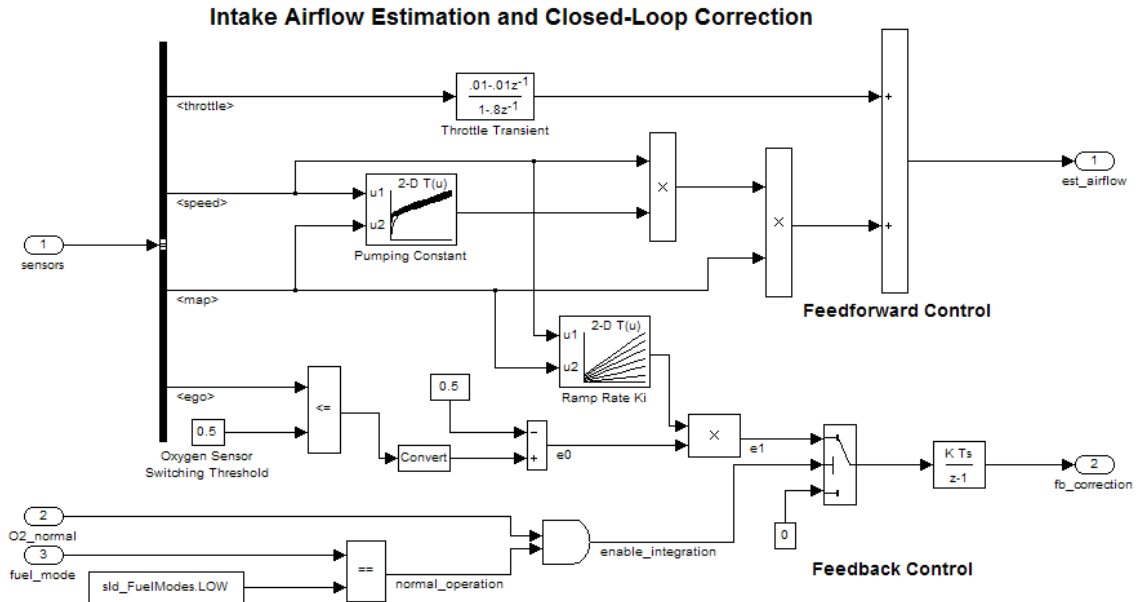 Intake Airflow Estimation and Closed-Loop Correction
.01-.01z-1
1-.8z-1
<throttle>
Throttle Transient
+
2-D T(u)
u1
u2
<speed>
×
×
1
est_airflow
+
1
sensors
Pumping Constant
<map>
Feedforward Control
2-D T(u)
u1
u2
Ramp Rate Ki
<ego>
<=
0.5
0.5
Oxygen Sensor
Switching Threshold
Convert
−
+
e0
×
e1
K Ts
z-1
2
fb_correction
2
O2_normal
0
enable_integration
3
fuel_mode
==
sld_FuelModes.LOW
normal_operation
Feedback Control